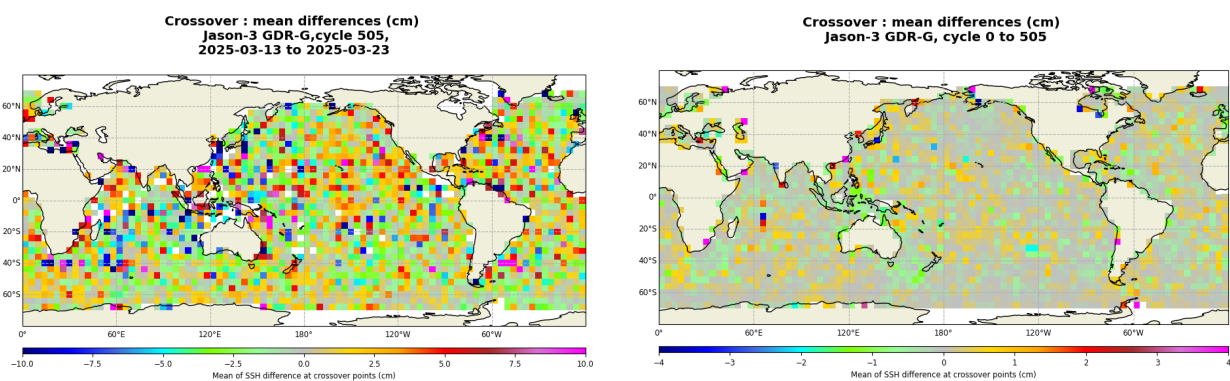 Crossover : mean differences (cm)
Jason-3 GDR-G,cycle 505,
2025-03-13 to 2025-03-23
60°N
40°N
20°N
0°
20°S
40°S
60°S
0° 60°E 120°E 180° 120°W 60°W
−10.0 −7.5 −5.0 −2.5 0.0 2.5 5.0 7.5 10.0
Mean of SSH difference at crossover points (cm)
Crossover : mean differences (cm)
Jason-3 GDR-G, cycle 0 to 505
60°N
40°N
20°N
0°
20°S
40°S
60°S
0° 60°E 120°E 180° 120°W 60°W
−4 −3 −2 −1 0 1 2 3 4
Mean of SSH difference at crossover points (cm)